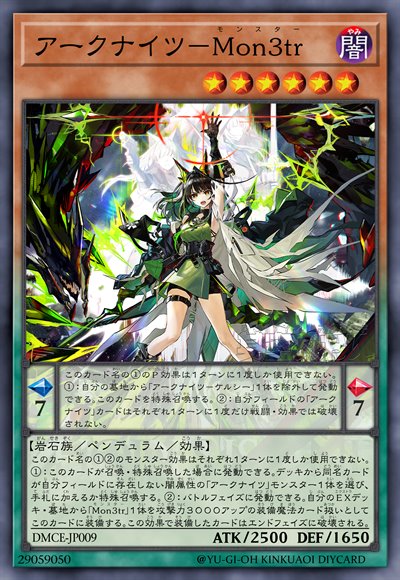 モンスター
アークナイツーMon3tr
やみ
闇
このカード名の①のP効果は1ターンに1度しか使用できない。
①:自分の墓地から「アークナイツーケルシー」1体を除外して発動
できる。このカードを特殊召喚する。②:自分フィールドの「アーク
ナイツ」カードはそれぞれ1ターンに1度だけ戦闘・効果では破壊
されない。
7
7
【岩石族/ペンデュラム/効果】
このカード名の①②のモンスター効果はそれぞれ1ターンに1度しか使用できない。
①:このカードが召喚・特殊召喚した場合に発動できる。デッキから同名カード
が自分フィールドに存在しない闇属性の「アークナイツ」モンスター1体を選び、
手札に加えるか特殊召喚する。②:バトルフェイズに発動できる。自分のEXデッ
キ・墓地から「Mon3tr」1体を攻撃力3000アップの装備魔法カード扱いとして
このカードに装備する。この効果で装備したカードはエンドフェイズに破壊される。
DMCE-JP009
ATK/2500 DEF/1650
29059050
@YU-GI-OH KINKUAOI DIYCARD